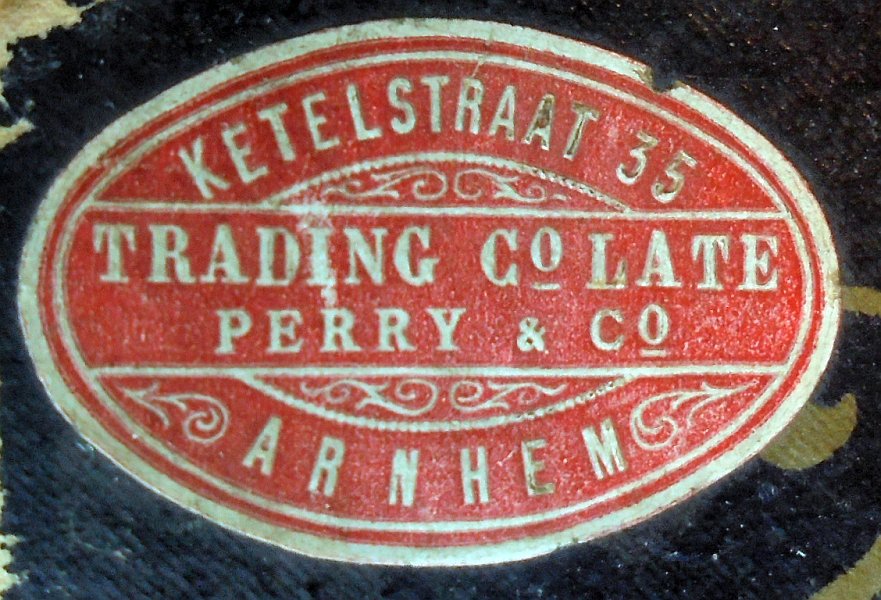 KETELSTRAAT 35
TRADING Co LATE
PERRY & Co
ARNHEM